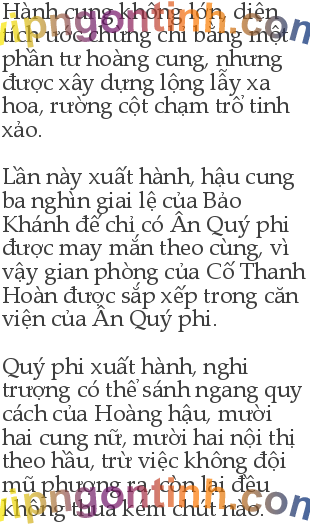 Hành cung không lớn, diện
tích ước chừng chỉ bằng một
phần tư hoàng cung, nhưng
được xây dựng lộng lẫy xa
hoa, rường cột chạm trổ tinh
xảo.
Lần này xuất hành, hậu cung
ba nghìn giai lệ của Bảo
Khánh đế chỉ có Ân Quý phi
được may mắn theo cùng, vì
vậy gian phòng của Cố Thanh
Hoàn được sắp xếp trong căn
viện của Ân Quý phi.
Quý phi xuất hành, nghi
trượng có thể sánh ngang quy
cách của Hoàng hậu, mười
hai cung nữ, mười hai nội thị
theo hầu, trừ việc không đội
mũ phượng ra, còn lại đều
không thua kém chút nào.
vipngontinh.com
vipngontinh.com